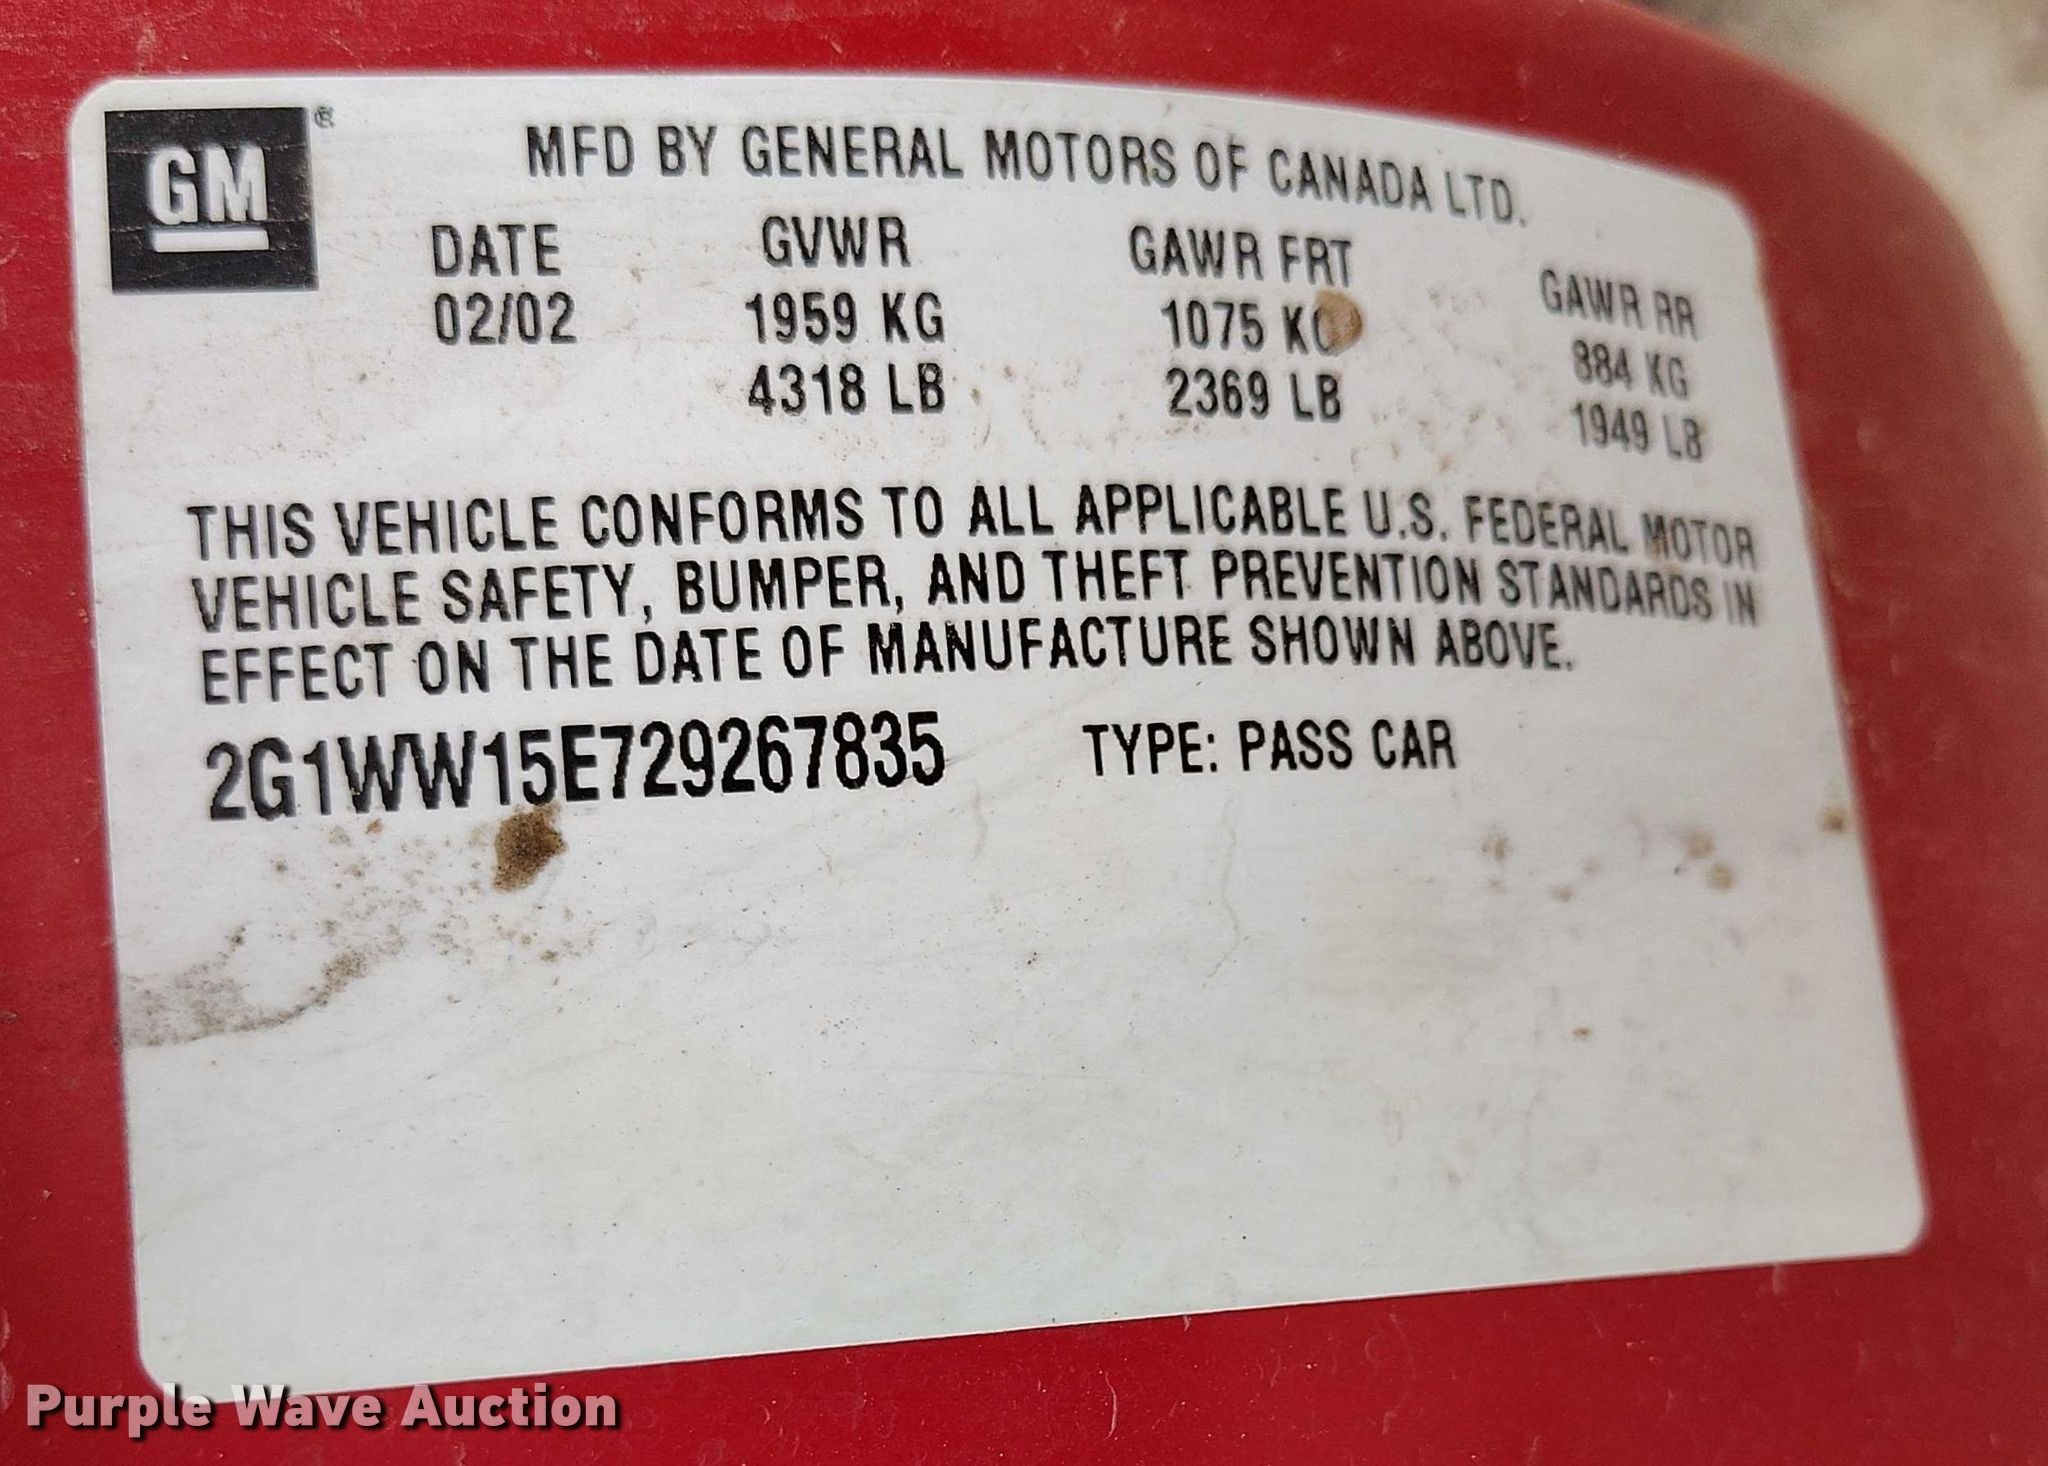 GM®
MFD BY GENERAL MOTORS OF CANADA LTD.
DATE GVWR GAWR FRT GAWR RR
02/02 1959 KG 1075 KG 884 KG
4318 LB 2369 LB 1949 LB
THIS VEHICLE CONFORMS TO ALL APPLICABLE U.S. FEDERAL MOTOR
VEHICLE SAFETY, BUMPER, AND THEFT PREVENTION STANDARDS IN
EFFECT ON THE DATE OF MANUFACTURE SHOWN ABOVE.
2G1WW15E729267835 TYPE: PASS CAR
Purple Wave Auction